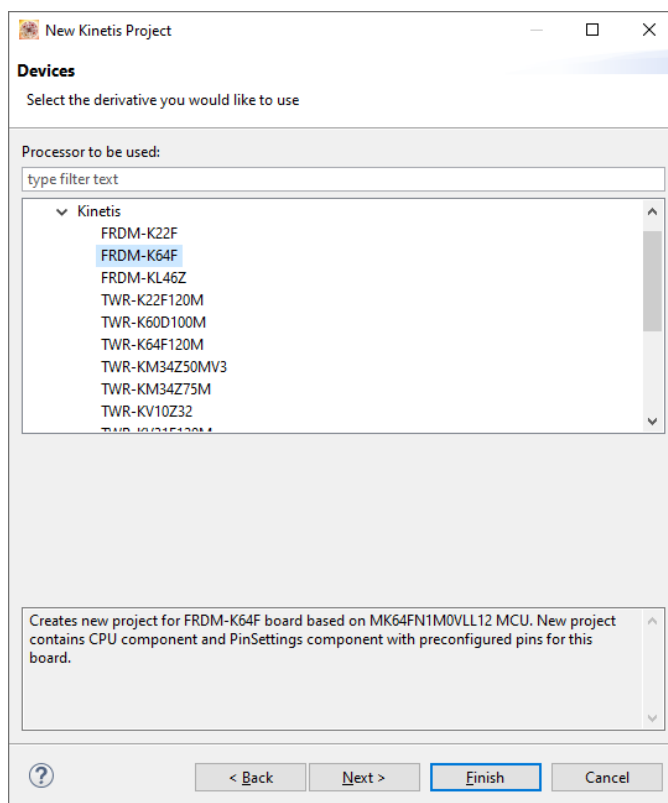 New Kinetis Project
Devices
Select the derivative you would like to use
Processor to be used:
type filter text
Kinetis
FRDM-K22F
FRDM-K64F
FRDM-KL46Z
TWR-K22F120M
TWR-K60D100M
TWR-K64F120M
TWR-KM34Z50MV3
TWR-KM34Z75M
TWR-KV10Z32
Creates new project for FRDM-K64F board based on MK64FN1M0VLL12 MCU. New project
contains CPU component and PinSettings component with preconfigured pins for this
board.
? < Back Next > Finish Cancel